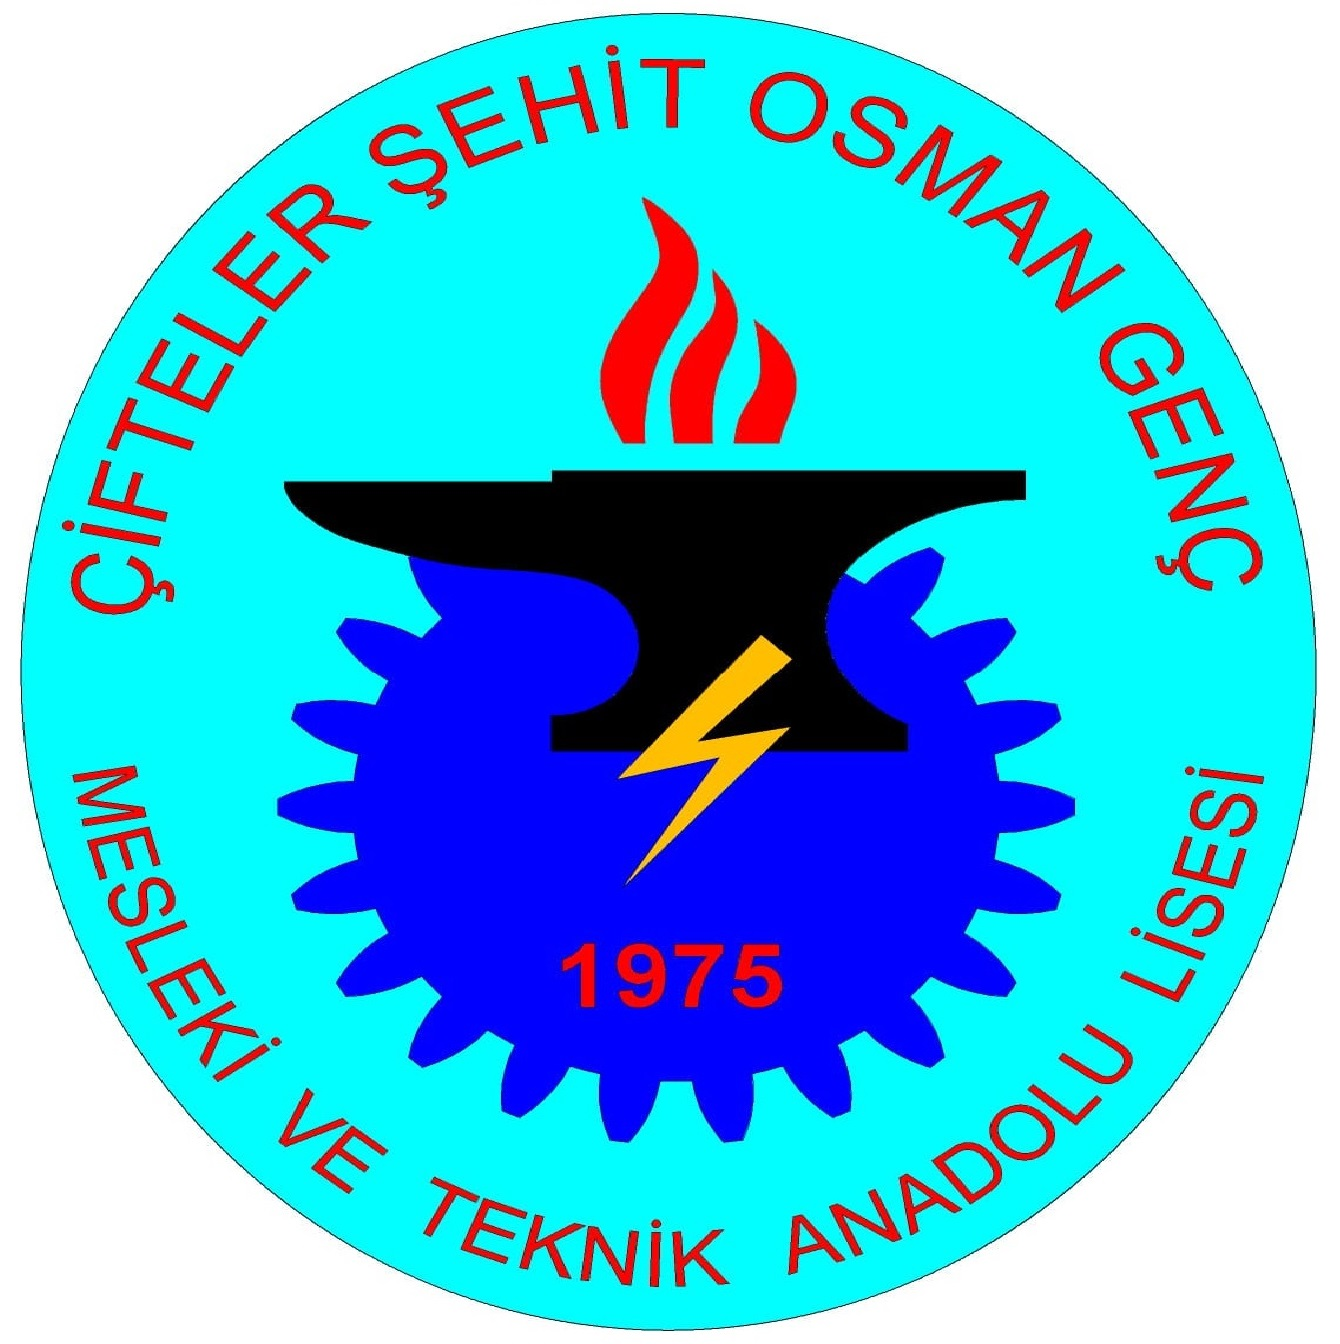 ÇİFTELER ŞEHİT OSMAN GENÇ
1975
MESLEKİ VE TEKNİK ANADOLU LİSESİ